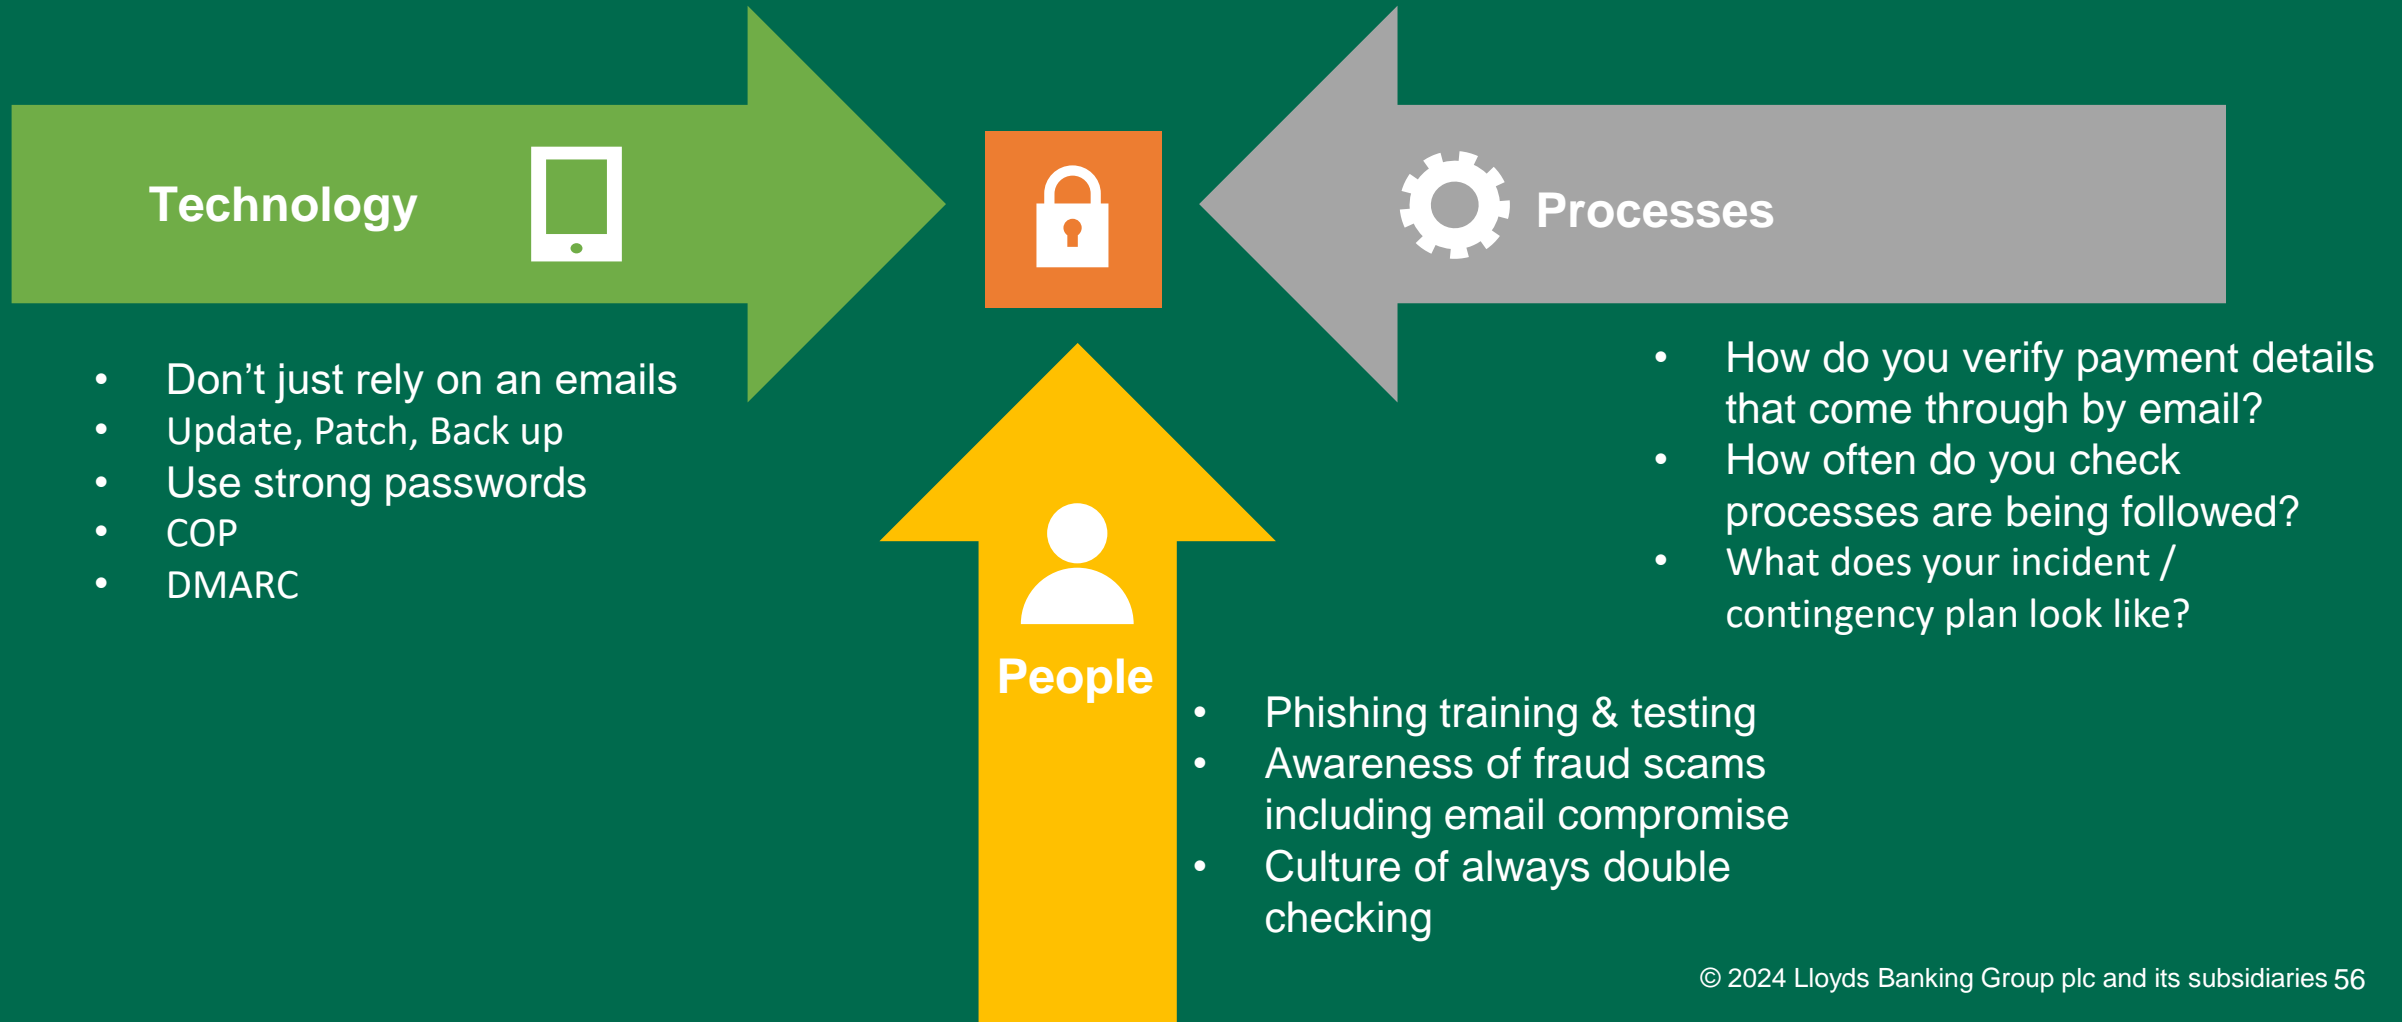 Technology
Processes
• Don’t just rely on an emails
• Update, Patch, Back up
• Use strong passwords
• COP
• DMARC
• How do you verify payment details
that come through by email?
• How often do you check
processes are being followed?
• What does your incident /
contingency plan look like?
People
• Phishing training & testing
• Awareness of fraud scams
including email compromise
• Culture of always double
checking
© 2024 Lloyds Banking Group plc and its subsidiaries 56